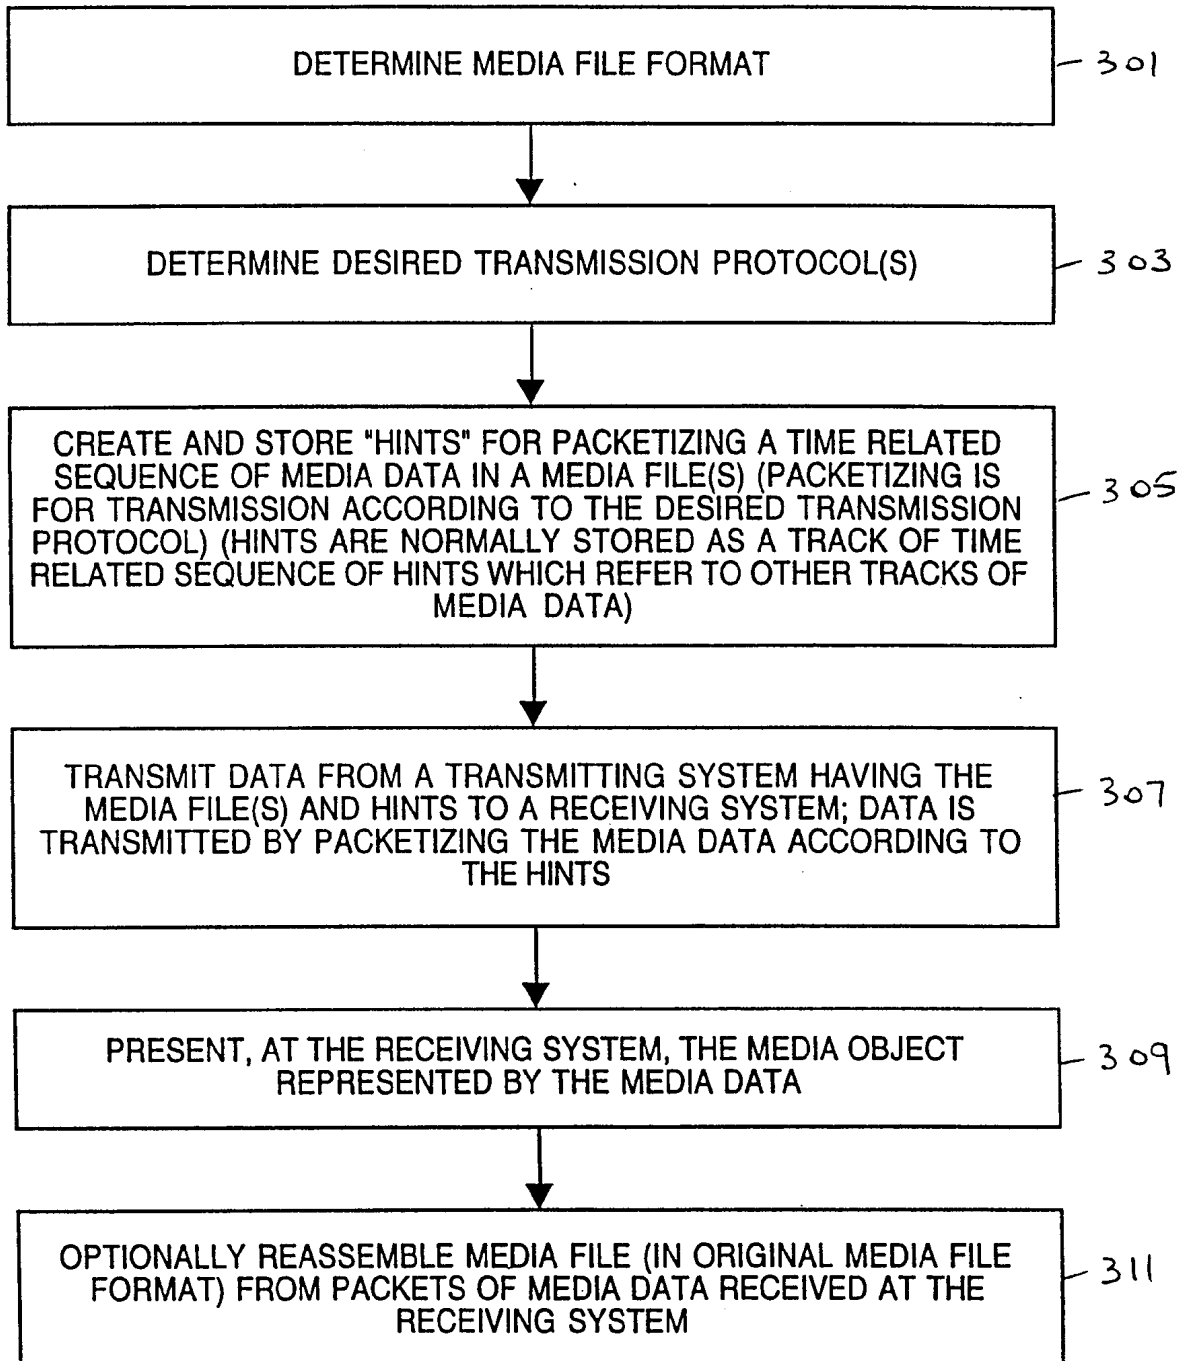 DETERMINE MEDIA FILE FORMAT
301
DETERMINE DESIRED TRANSMISSION PROTOCOL(S)
303
CREATE AND STORE "HINTS" FOR PACKETIZING A TIME RELATED
SEQUENCE OF MEDIA DATA IN A MEDIA FILE(S) (PACKETIZING IS
FOR TRANSMISSION ACCORDING TO THE DESIRED TRANSMISSION
PROTOCOL) (HINTS ARE NORMALLY STORED AS A TRACK OF TIME
RELATED SEQUENCE OF HINTS WHICH REFER TO OTHER TRACKS OF
MEDIA DATA)
305
TRANSMIT DATA FROM A TRANSMITTING SYSTEM HAVING THE
MEDIA FILE(S) AND HINTS TO A RECEIVING SYSTEM; DATA IS
TRANSMITTED BY PACKETIZING THE MEDIA DATA ACCORDING TO
THE HINTS
307
PRESENT, AT THE RECEIVING SYSTEM, THE MEDIA OBJECT
REPRESENTED BY THE MEDIA DATA
309
OPTIONALLY REASSEMBLE MEDIA FILE (IN ORIGINAL MEDIA FILE
FORMAT) FROM PACKETS OF MEDIA DATA RECEIVED AT THE
RECEIVING SYSTEM
311